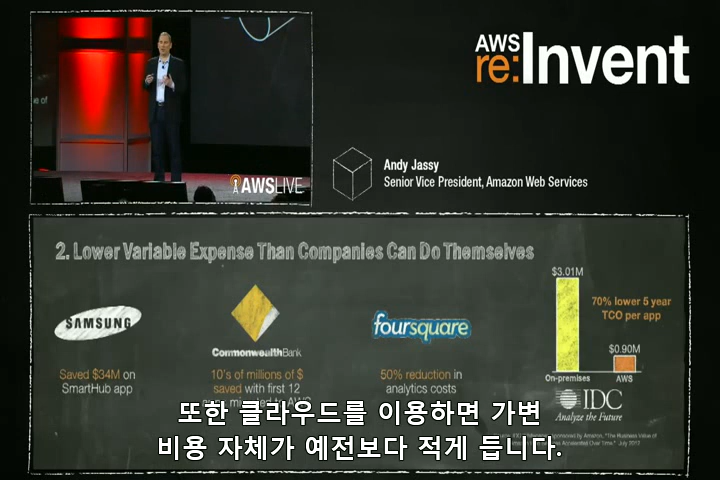 AWS
re:Invent
AWSLIVE
Andy Jassy
Senior Vice President, Amazon Web Services
2. Lower Variable Expense Than Companies Can Do Themselves
SAMSUNG
Saved $34M on
SmartHub app
CommonwealthBank
10's of millions of $
saved with first 12
foursquare
50% reduction in
analytics costs
$3.01M
70% lower 5 year
TCO per app
$0.90M
On-premises
AWS
IDC
Analyze the Future
또한 클라우드를 이용하면 가변
비용 자체가 예전보다 적게 듭니다.